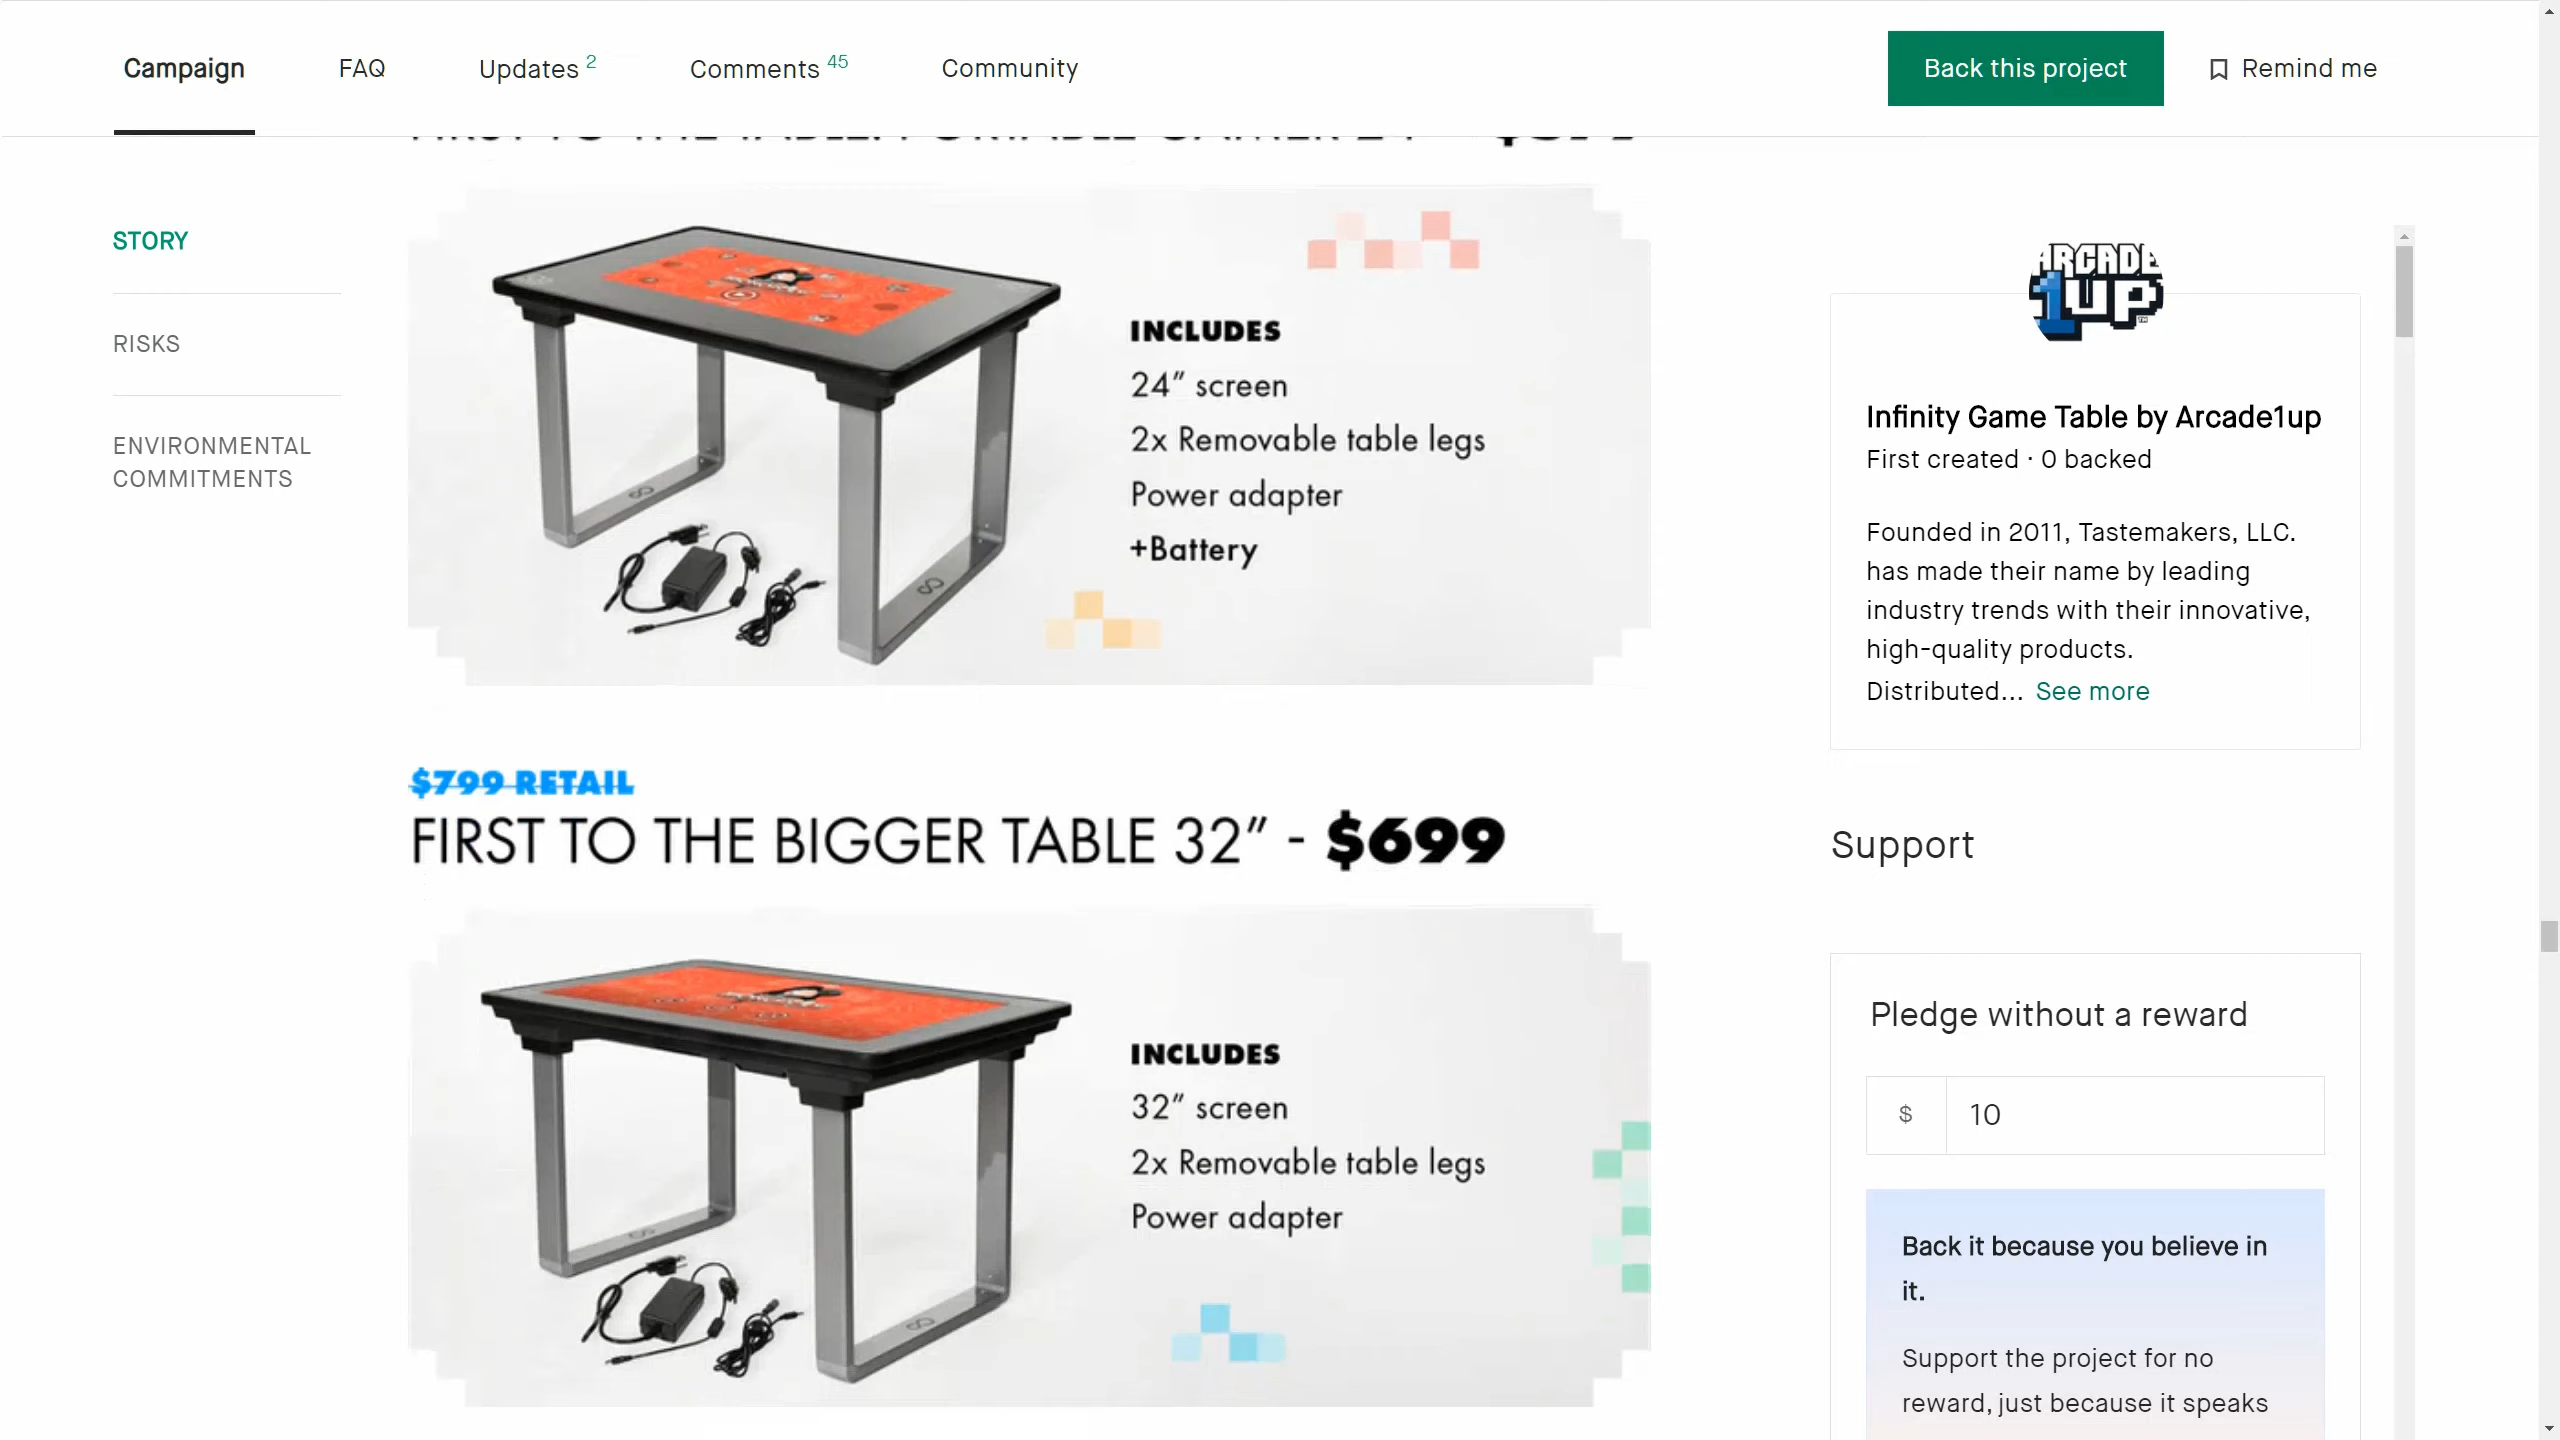 Campaign
FAQ
Updates 2
Comments 45
Community
Back this project
Remind me
STORY
RISKS
ENVIRONMENTAL
COMMITMENTS
INCLUDES
24” screen
2x Removable table legs
Power adapter
+Battery
$799 RETAIL
FIRST TO THE BIGGER TABLE 32” - $699
INCLUDES
32” screen
2x Removable table legs
Power adapter
ARCADE
1UP
Infinity Game Table by Arcade1up
First created · 0 backed
Founded in 2011, Tastemakers, LLC.
has made their name by leading
industry trends with their innovative,
high-quality products.
Distributed... See more
Support
Pledge without a reward
$ 10
Back it because you believe in
it.
Support the project for no
reward, just because it speaks